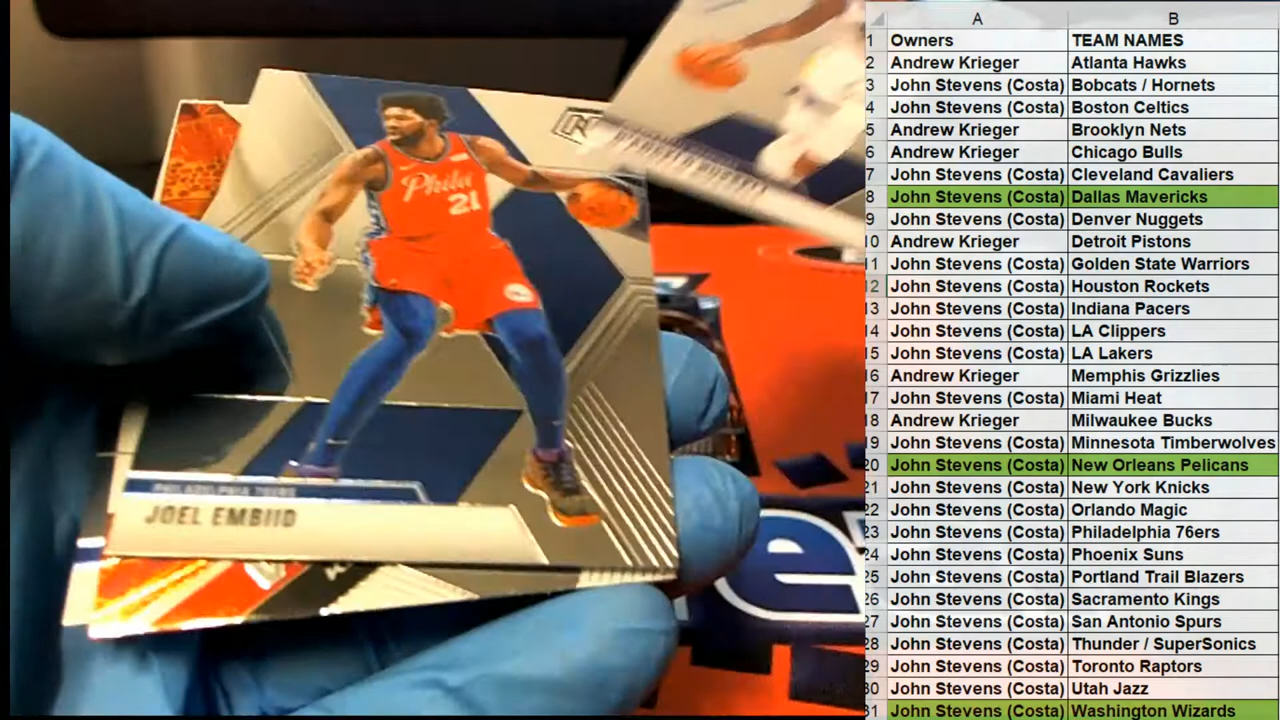 Phila
21
PHILADELPHIA 76ERS
JOEL EMBIID
e
A B
1 Owners TEAM NAMES
2 Andrew Krieger Atlanta Hawks
3 John Stevens (Costa) Bobcats / Hornets
4 John Stevens (Costa) Boston Celtics
5 Andrew Krieger Brooklyn Nets
6 Andrew Krieger Chicago Bulls
7 John Stevens (Costa) Cleveland Cavaliers
8 John Stevens (Costa) Dallas Mavericks
9 John Stevens (Costa) Denver Nuggets
10 Andrew Krieger Detroit Pistons
11 John Stevens (Costa) Golden State Warriors
12 John Stevens (Costa) Houston Rockets
13 John Stevens (Costa) Indiana Pacers
14 John Stevens (Costa) LA Clippers
15 John Stevens (Costa) LA Lakers
16 Andrew Krieger Memphis Grizzlies
17 John Stevens (Costa) Miami Heat
18 Andrew Krieger Milwaukee Bucks
19 John Stevens (Costa) Minnesota Timberwolves
20 John Stevens (Costa) New Orleans Pelicans
21 John Stevens (Costa) New York Knicks
22 John Stevens (Costa) Orlando Magic
23 John Stevens (Costa) Philadelphia 76ers
24 John Stevens (Costa) Phoenix Suns
25 John Stevens (Costa) Portland Trail Blazers
26 John Stevens (Costa) Sacramento Kings
27 John Stevens (Costa) San Antonio Spurs
28 John Stevens (Costa) Thunder / SuperSonics
29 John Stevens (Costa) Toronto Raptors
30 John Stevens (Costa) Utah Jazz
31 John Stevens (Costa) Washington Wizards